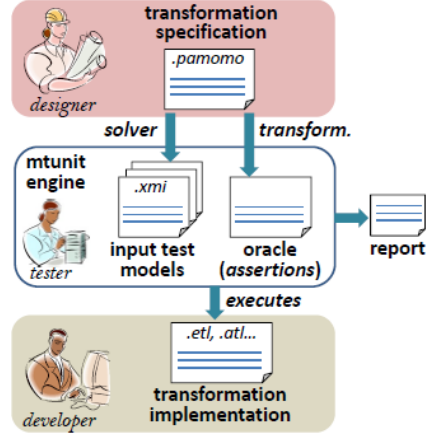 transformation
specification
.pamomo
designer
solver
transform.
mtunit
engine
.xmi
tester
input test
models
oracle
(assertions)
report
executes
.etl, .atl...
transformation
implementation
developer